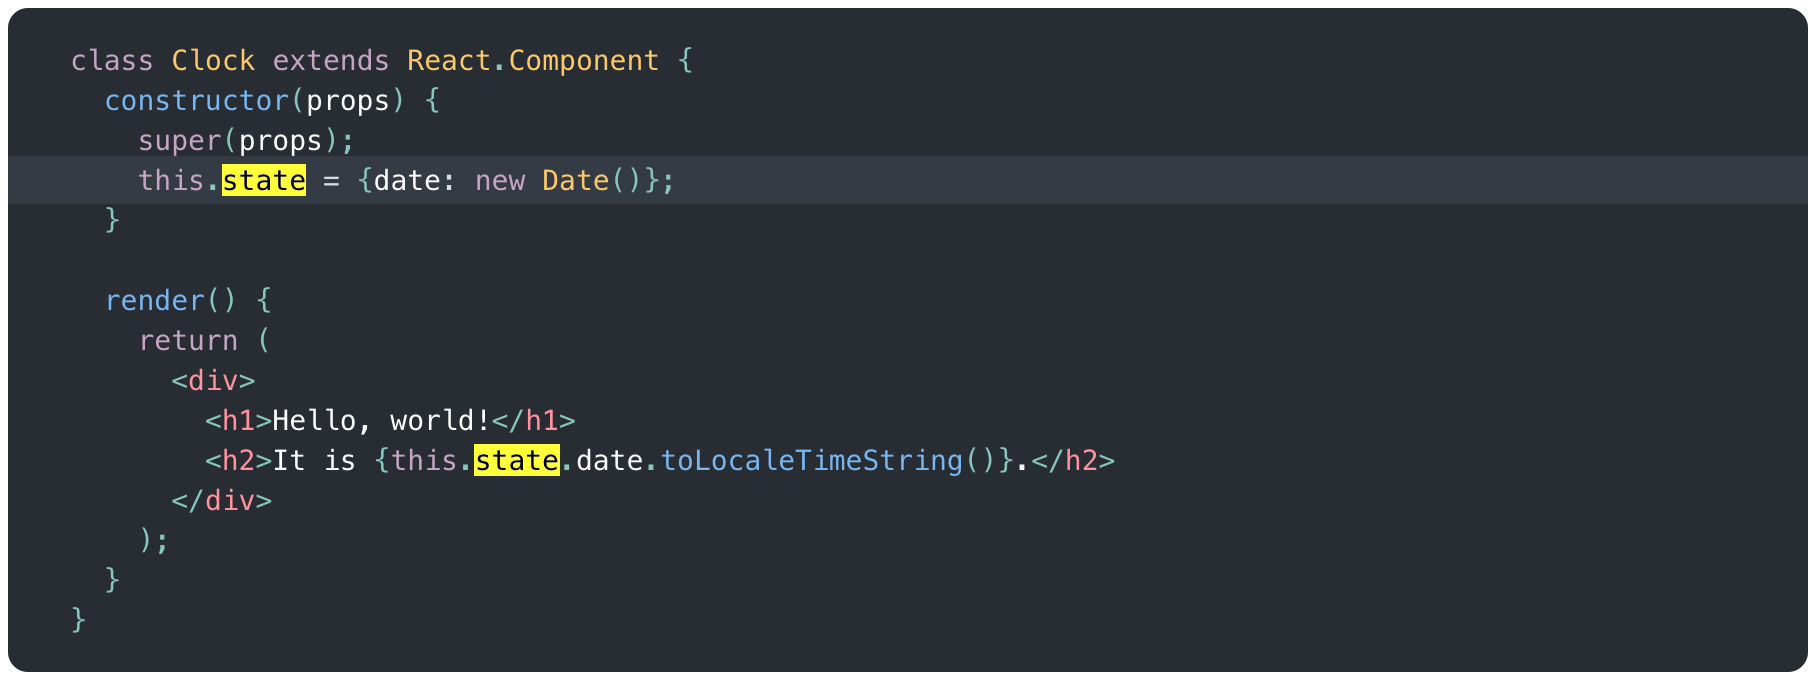 class Clock extends React.Component {
  constructor(props) {
    super(props);
    this.state = {date: new Date()};
  }

  render() {
    return (
      <div>
        <h1>Hello, world!</h1>
        <h2>It is {this.state.date.toLocaleTimeString()}.</h2>
      </div>
    );
  }
}